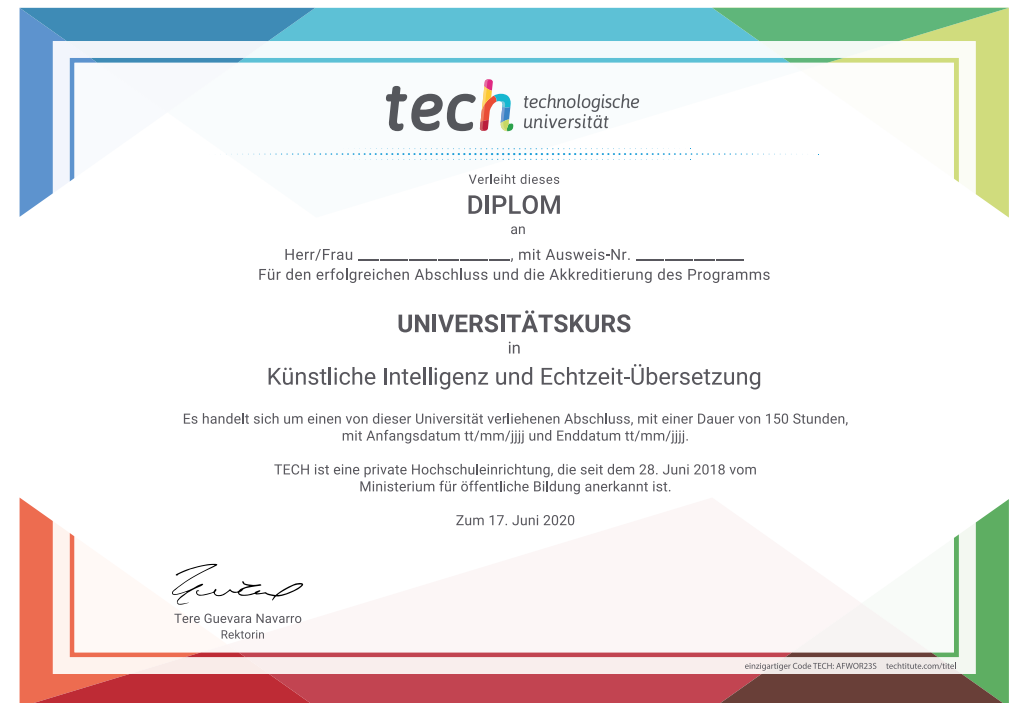 tech technologische
universität
Verleiht dieses
DIPLOM
an
Herr/Frau ____________________, mit Ausweis-Nr. ______________
Für den erfolgreichen Abschluss und die Akkreditierung des Programms
UNIVERSITÄTSKURS
in
Künstliche Intelligenz und Echtzeit-Übersetzung
Es handelt sich um einen von dieser Universität verliehenen Abschluss, mit einer Dauer von 150 Stunden,
mit Anfangsdatum tt/mm/jjjj und Enddatum tt/mm/jjjj.
TECH ist eine private Hochschuleinrichtung, die seit dem 28. Juni 2018 vom
Ministerium für öffentliche Bildung anerkannt ist.
Zum 17. Juni 2020
Tere Guevara Navarro
Rektorin
einzigartiger Code TECH: AFWOR23S techtitute.com/titel